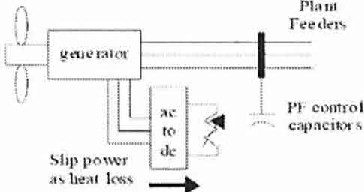 Plant
Feeders
generator
ac
to
dc
PF control
capacitors
Slip power
as heat loss